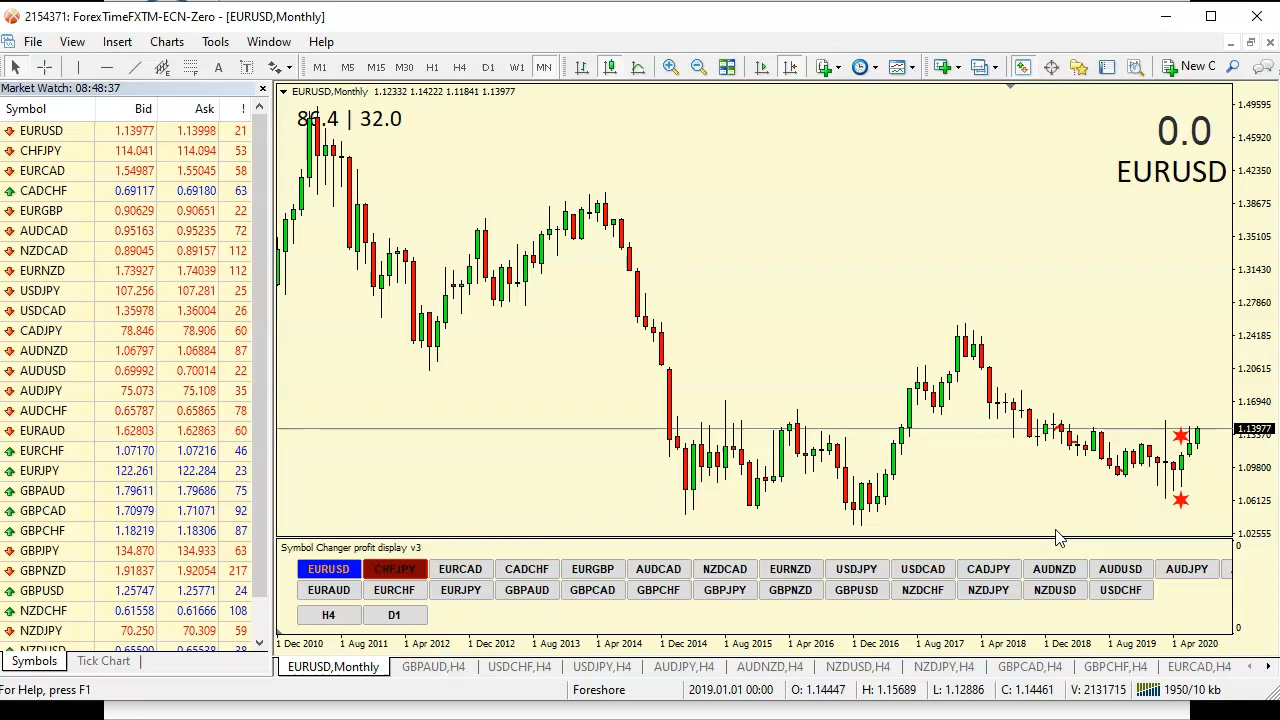 2154371: ForexTimeFXTM-ECN-Zero - [EURUSD,Monthly]
File View Insert Charts Tools Window Help
M1 M5 M15 M30 H1 H4 D1 W1 MN New
Market Watch: 08:48:37
Symbol Bid Ask !
EURUSD 1.13977 1.13998 21
CHFJPY 114.041 114.094 53
EURCAD 1.54987 1.55045 58
CADCHF 0.69117 0.69180 63
EURGBP 0.90629 0.90651 22
AUDCAD 0.95163 0.95235 72
NZDCAD 0.89045 0.89157 112
EURNZD 1.73927 1.74039 112
USDJPY 107.256 107.281 25
USDCAD 1.35978 1.36004 26
CADJPY 78.846 78.906 60
AUDNZD 1.06797 1.06884 87
AUDUSD 0.69992 0.70014 22
AUDJPY 75.073 75.108 35
AUDCHF 0.65787 0.65865 78
EURAUD 1.62803 1.62863 60
EURCHF 1.07170 1.07216 46
EURJPY 122.261 122.284 23
GBPAUD 1.79611 1.79686 75
GBPCAD 1.70979 1.71071 92
GBPCHF 1.18219 1.18306 87
GBPJPY 134.870 134.933 63
GBPNZD 1.91837 1.92054 217
GBPUSD 1.25747 1.25771 24
NZDCHF 0.61558 0.61666 108
NZDJPY 70.250 70.309 59
Symbols Tick Chart
EURUSD,Monthly 1.12332 1.14222 1.11841 1.13977
86.4 | 32.0
0.0
EURUSD
1.49595
1.45920
1.42350
1.38675
1.35105
1.31430
1.27860
1.24185
1.20615
1.16940
1.13977
1.13370
1.09800
1.06125
1.02555
Symbol Changer profit display v3
0
EURUSD CHFJPY EURCAD CADCHF EURGBP AUDCAD NZDCAD EURNZD USDJPY USDCAD CADJPY AUDNZD AUDUSD AUDJPY
EURAUD EURCHF EURJPY GBPAUD GBPCAD GBPCHF GBPJPY GBPNZD GBPUSD NZDCHF NZDJPY NZDUSD USDCHF
H4 D1
0
1 Dec 2010 1 Aug 2011 1 Apr 2012 1 Dec 2012 1 Aug 2013 1 Apr 2014 1 Dec 2014 1 Aug 2015 1 Apr 2016 1 Dec 2016 1 Aug 2017 1 Apr 2018 1 Dec 2018 1 Aug 2019 1 Apr 2020
EURUSD,Monthly GBPAUD,H4 USDCHF,H4 USDJPY,H4 AUDJPY,H4 AUDNZD,H4 NZDUSD,H4 NZDJPY,H4 GBPCAD,H4 GBPCHF,H4 EURCAD,H4
For Help, press F1 Foreshore 2019.01.01 00:00 O: 1.14447 H: 1.15689 L: 1.12886 C: 1.14461 V: 2131715 1950/10 kb